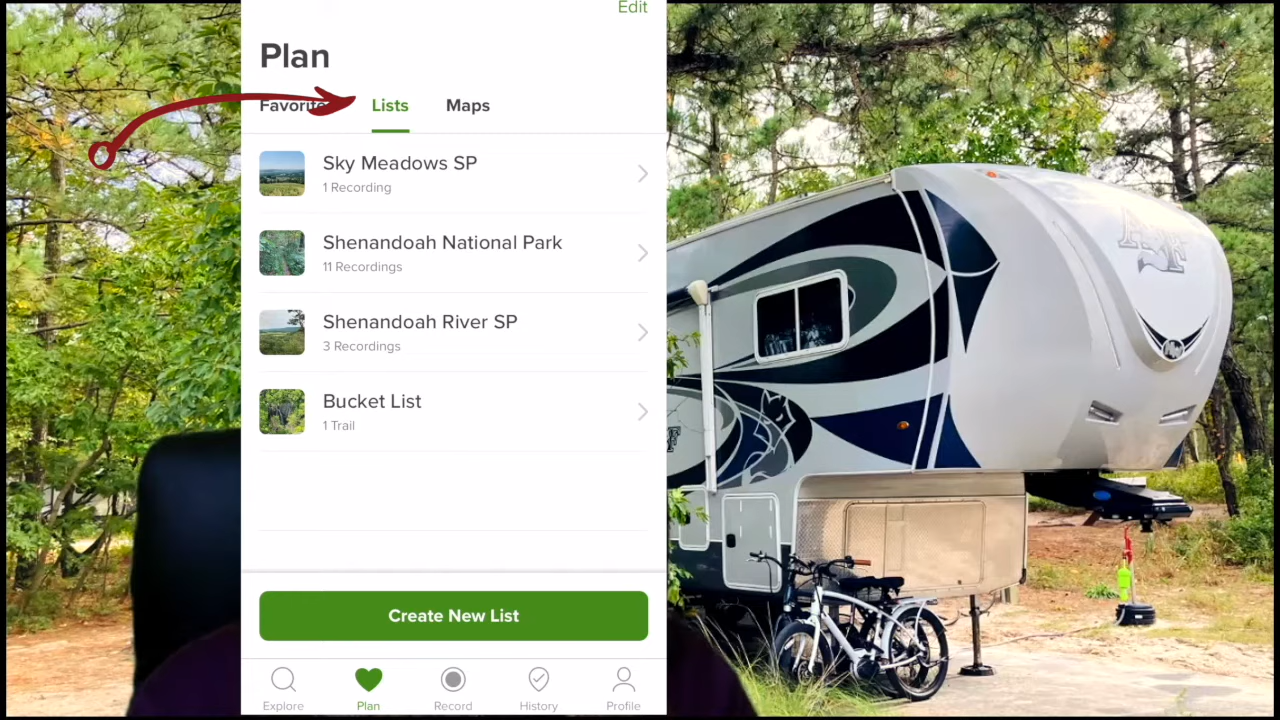 Edit
Plan
Favorite
Lists
Maps
Sky Meadows SP
1 Recording
Shenandoah National Park
11 Recordings
Shenandoah River SP
3 Recordings
Bucket List
1 Trail
Create New List
Explore
Plan
Record
History
Profile